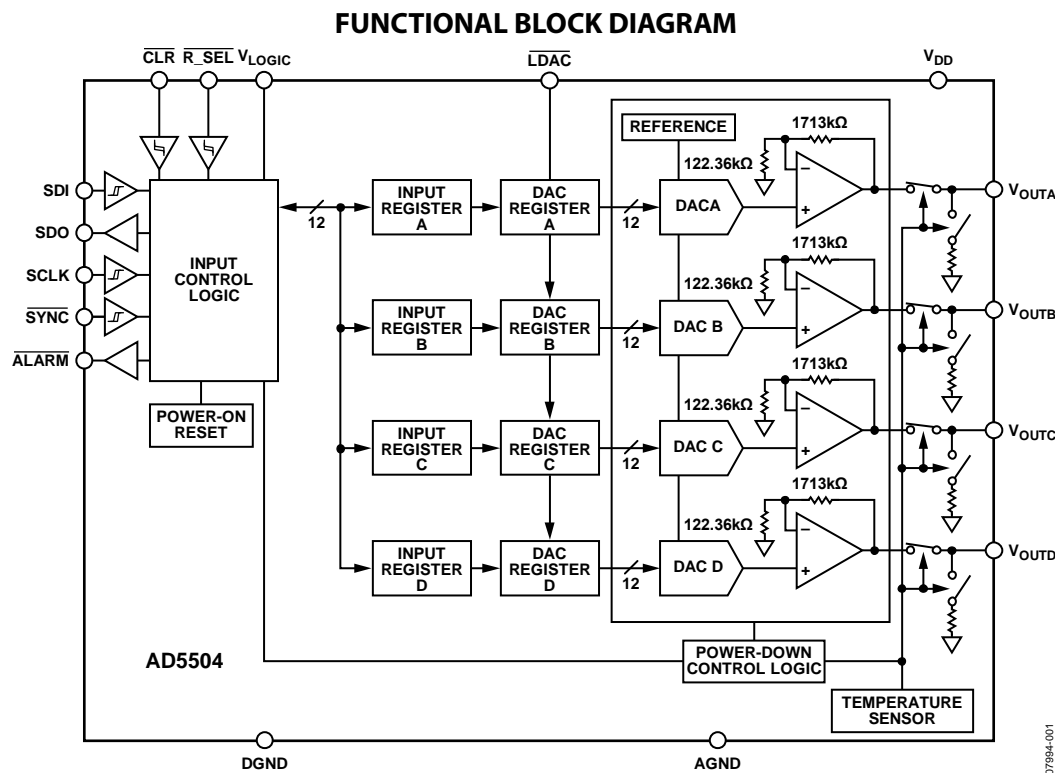 FUNCTIONAL BLOCK DIAGRAM
CLR
R_SEL
VLOGIC
LDAC
VDD
REFERENCE
1713kΩ
122.36kΩ
SDI
SDO
SCLK
SYNC
ALARM
INPUT
CONTROL
LOGIC
POWER-ON
RESET
12
INPUT
REGISTER
A
DAC
REGISTER
A
12
DACA
−
+
VOUTA
1713kΩ
122.36kΩ
INPUT
REGISTER
B
DAC
REGISTER
B
12
DAC B
−
+
VOUTB
1713kΩ
122.36kΩ
INPUT
REGISTER
C
DAC
REGISTER
C
12
DAC C
−
+
VOUTC
1713kΩ
122.36kΩ
INPUT
REGISTER
D
DAC
REGISTER
D
12
DAC D
−
+
VOUTD
AD5504
POWER-DOWN
CONTROL LOGIC
TEMPERATURE
SENSOR
DGND
AGND
07994-001